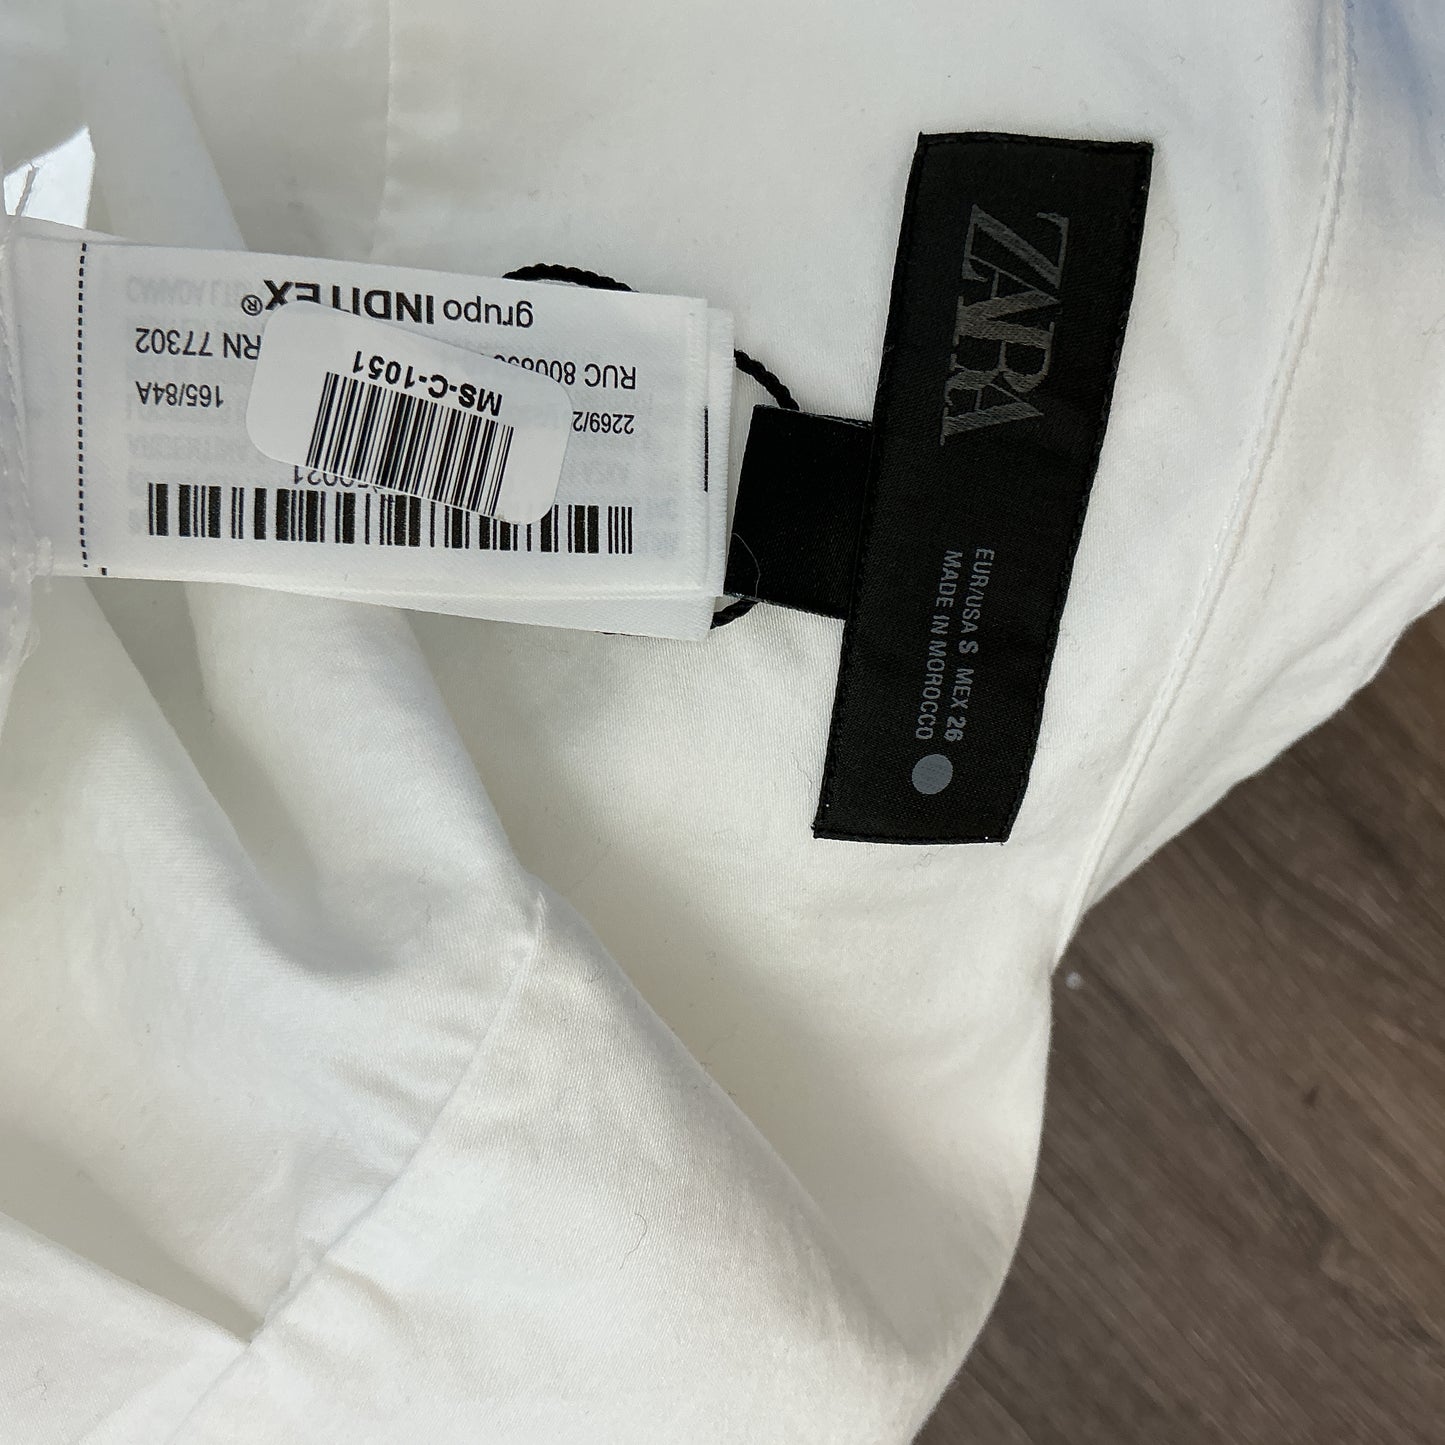 ZARA
EUR/USA S MEX 26
MADE IN MOROCCO
grupo INDITEX®
RN 77302
RUC
2269/2 165/84A
MS-C-1051